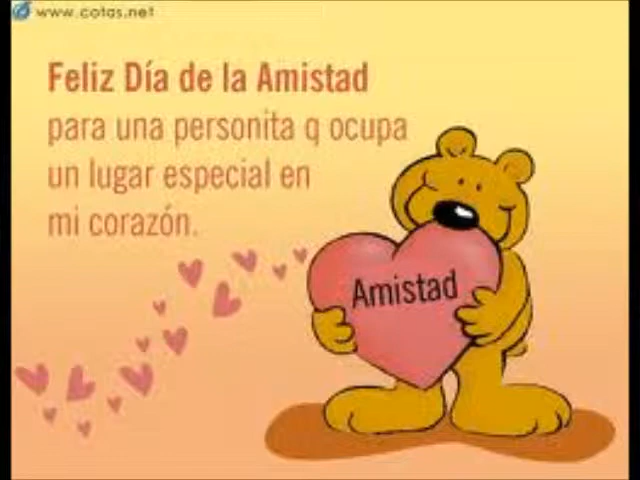 www.cotas.net
Feliz Día de la Amistad
para una personita q ocupa
un lugar especial en
mi corazón.
Amistad